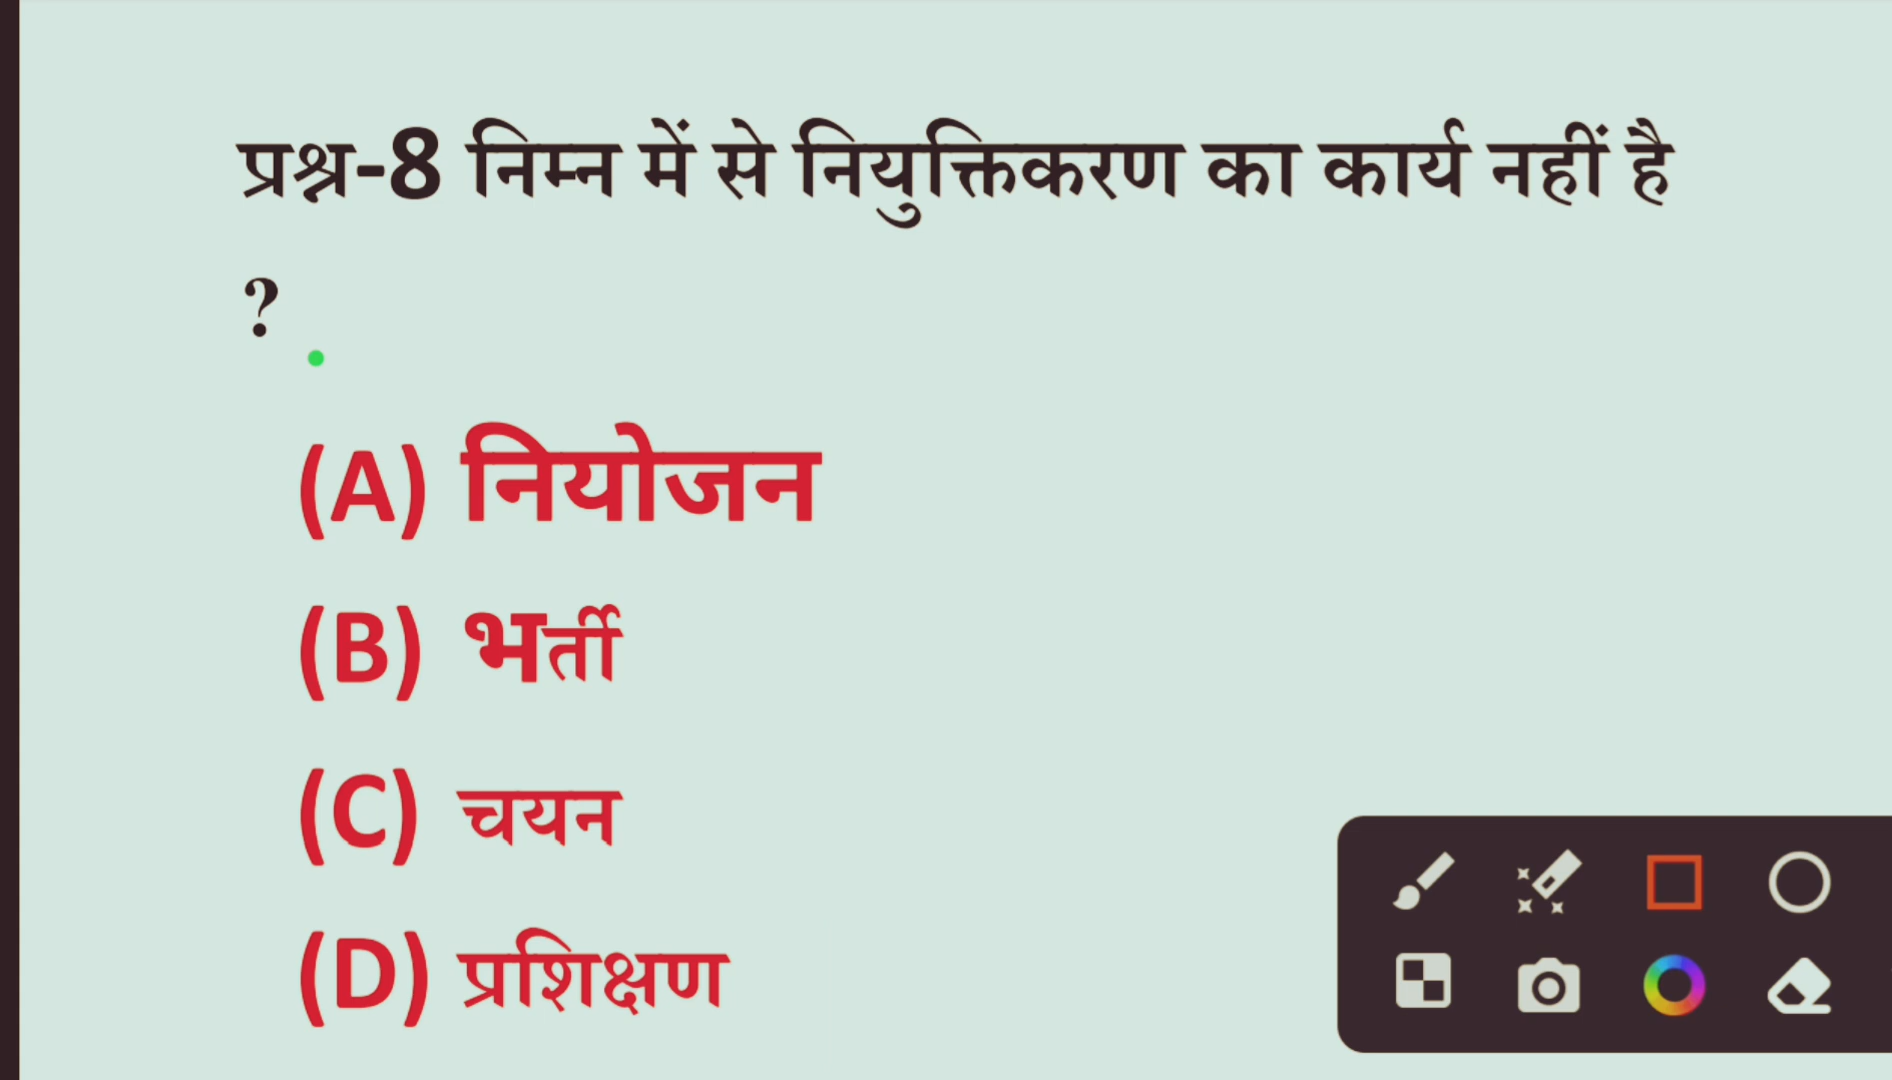 प्रश्न-8 निम्न में से नियुक्तिकरण का कार्य नहीं है
?
(A) नियोजन
(B) भर्ती
(C) चयन
(D) प्रशिक्षण